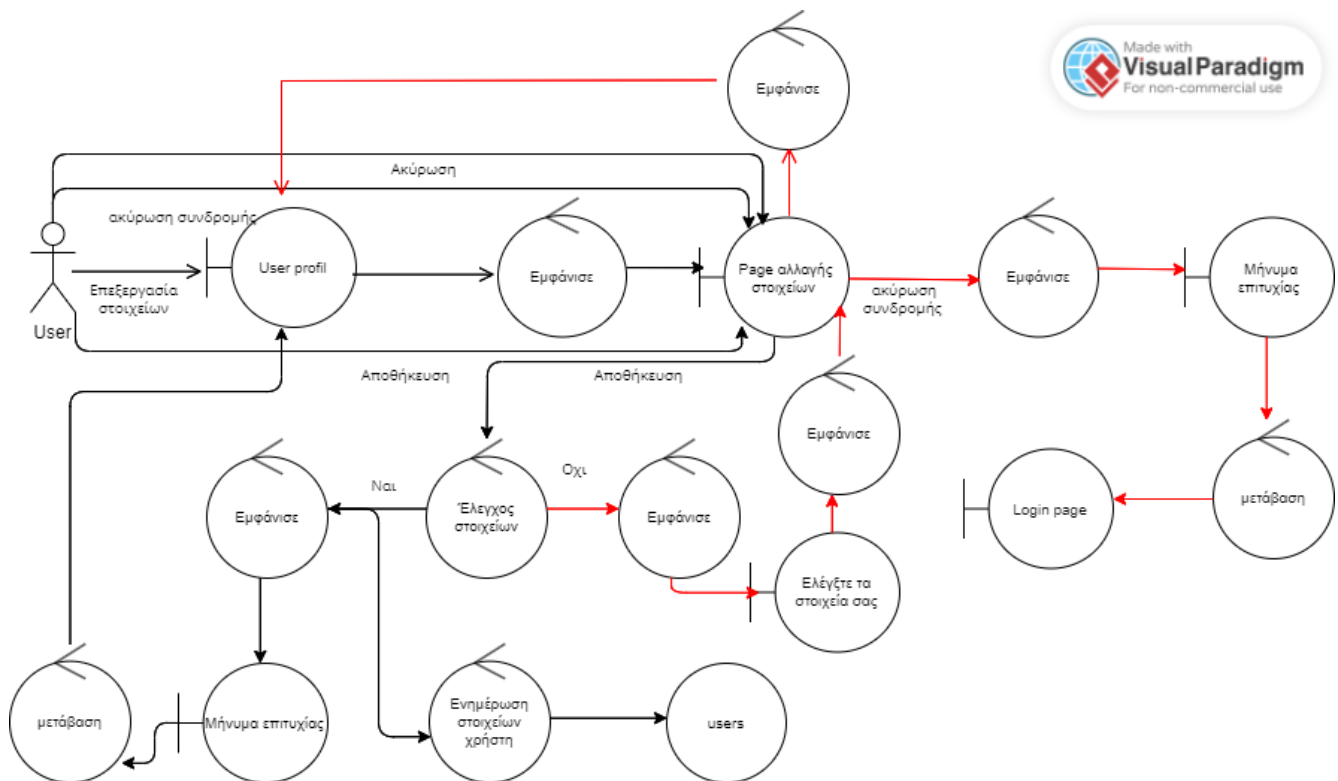 Made with
Visual Paradigm
For non-commercial use
Εμφάνισε
Ακύρωση
ακύρωση συνδρομής
User profil
Εμφάνισε
Page αλλαγής
στοιχείων
ακύρωση
συνδρομής
Εμφάνισε
Μήνυμα
επιτυχίας
Επεξεργασία
στοιχείων
User
Αποθήκευση
Αποθήκευση
Εμφάνισε
Ναι
Οχι
Εμφάνισε
Έλεγχος
στοιχείων
Εμφάνισε
Login page
μετάβαση
Ελέγξτε τα
στοιχεία σας
μετάβαση
Μήνυμα επιτυχίας
Ενημέρωση
στοιχείων
χρήστη
users